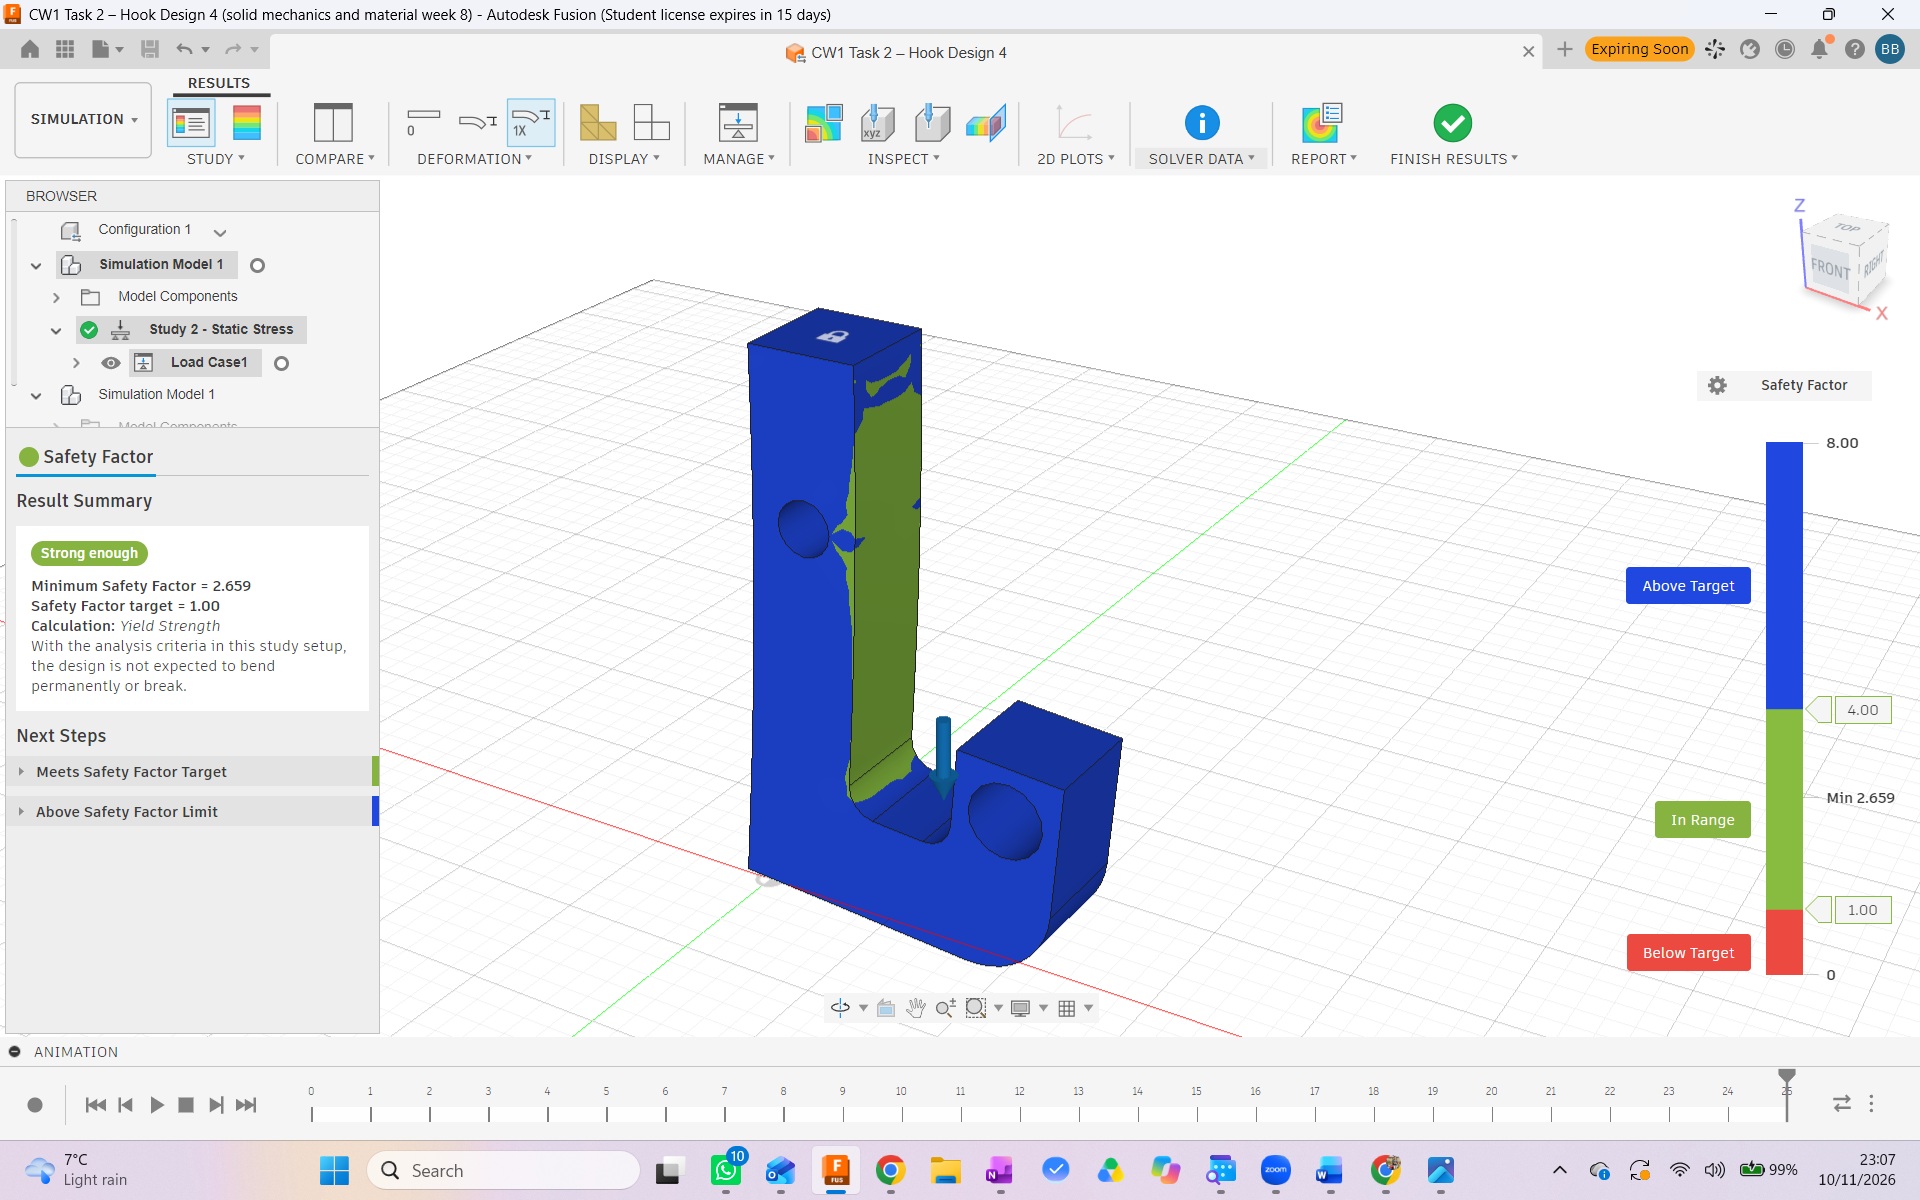 CW1 Task 2 – Hook Design 4 (solid mechanics and material week 8) - Autodesk Fusion (Student license expires in 15 days)
CW1 Task 2 – Hook Design 4
Expiring Soon
BB
RESULTS
SIMULATION
0
1X
xyz
STUDY
COMPARE
DEFORMATION
DISPLAY
MANAGE
INSPECT
2D PLOTS
SOLVER DATA
REPORT
FINISH RESULTS
BROWSER
Configuration 1
Simulation Model 1
Model Components
Study 2 - Static Stress
Load Case1
Simulation Model 1
Model Components
Safety Factor
Result Summary
Strong enough
Minimum Safety Factor = 2.659
Safety Factor target = 1.00
Calculation: Yield Strength
With the analysis criteria in this study setup,
the design is not expected to bend
permanently or break.
Next Steps
Meets Safety Factor Target
Above Safety Factor Limit
Z
TOP
FRONT
RIGHT
X
Safety Factor
8.00
Above Target
4.00
Min 2.659
In Range
1.00
Below Target
0
ANIMATION
0 1 2 3 4 5 6 7 8 9 10 11 12 13 14 15 16 17 18 19 20 21 22 23 24 25
7°C
Light rain
Search
10
F
FUS
zoom
99%
23:07
10/11/2026